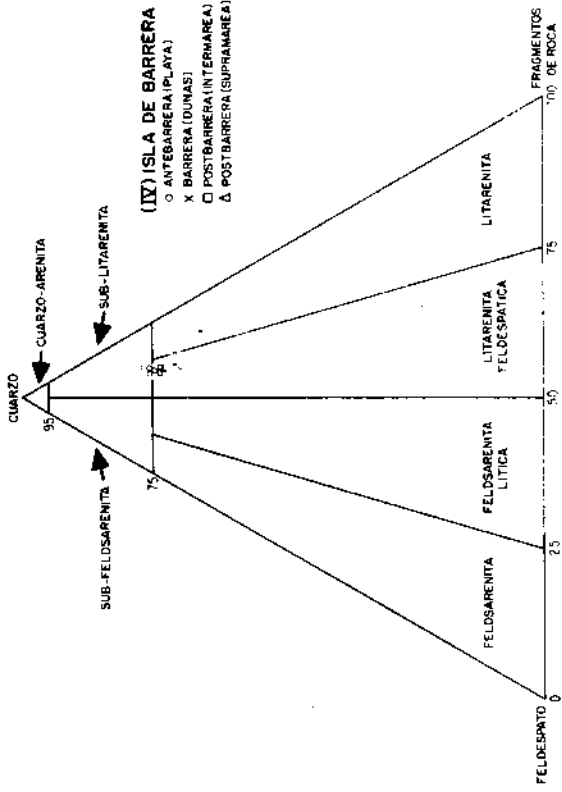 CUARZO
CUARZO-ARENITA
SUB-LITARENITA
95
SUB-FELDSARENITA
75
(IV) ISLA DE BARRERA
○ ANTEBARRERA (PLAYA)
X BARRERA (DUNAS)
□ POSTBARRERA (INTERMAREA)
△ POSTBARRERA (SUPRAMAREA)
FELDSARENITA
FELDSARENITA
LITICA
LITARENITA
FELDESPATICA
LITARENITA
FELDESPATO
0
25
50
75
100
FRAGMENTOS
DE ROCA